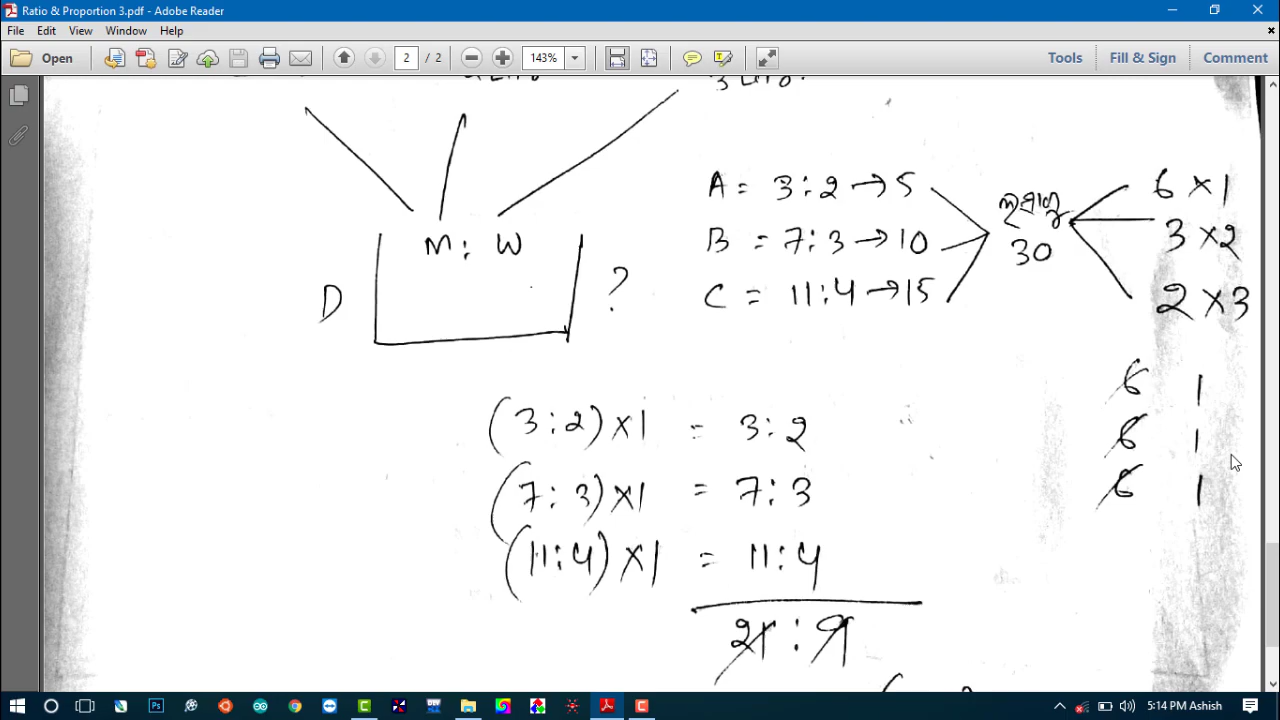 Ratio & Proportion 3.pdf - Adobe Reader
File Edit View Window Help
Open 2 / 2 143% Tools Fill & Sign Comment
A = 3 : 2 → 5
B = 7 : 3 → 10
C = 11 : 4 → 15
30
6 × 1
3 × 2
2 × 3
M : W
D ?
6 1
6 1
6 1
(3 : 2) × 1 = 3 : 2
(7 : 3) × 1 = 7 : 3
(11 : 4) × 1 = 11 : 4
21 : 9
5:14 PM Ashish